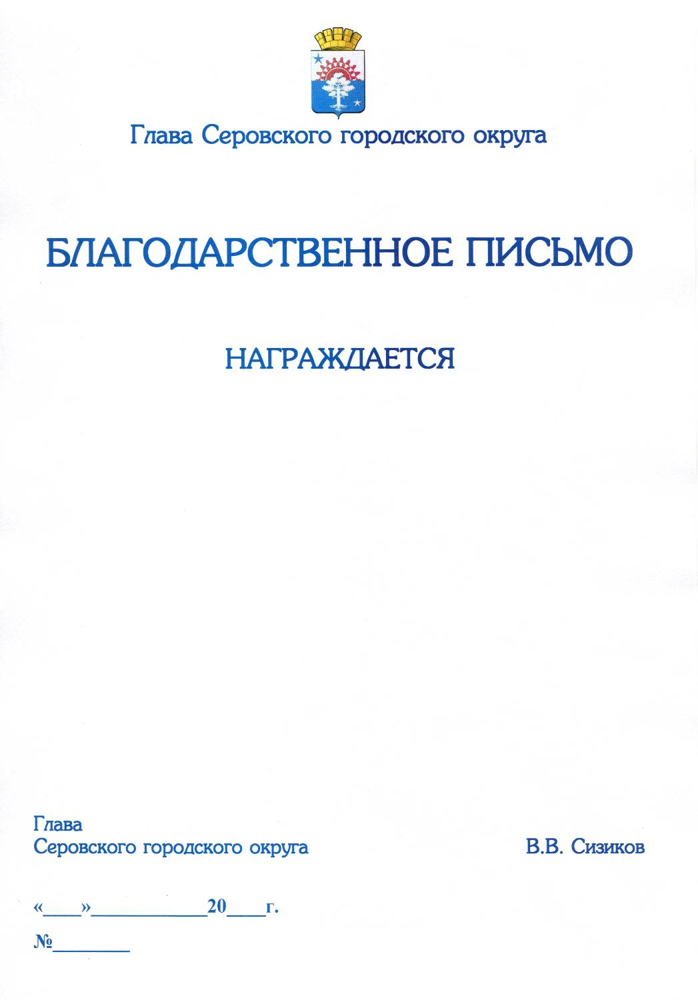 Глава Серовского городского округа
БЛАГОДАРСТВЕННОЕ ПИСЬМО
НАГРАЖДАЕТСЯ
Глава
Серовского городского округа В.В. Сизиков
«____»____________20____г.
№________